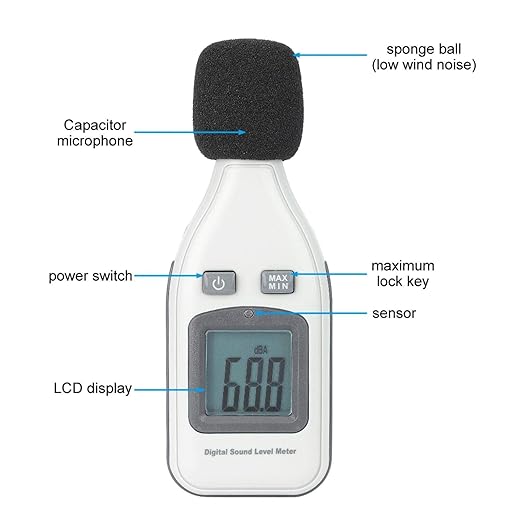 sponge ball
(low wind noise)
Capacitor
microphone
power switch
MAX
MIN
maximum
lock key
sensor
dBA
68.8
LCD display
Digital Sound Level Meter